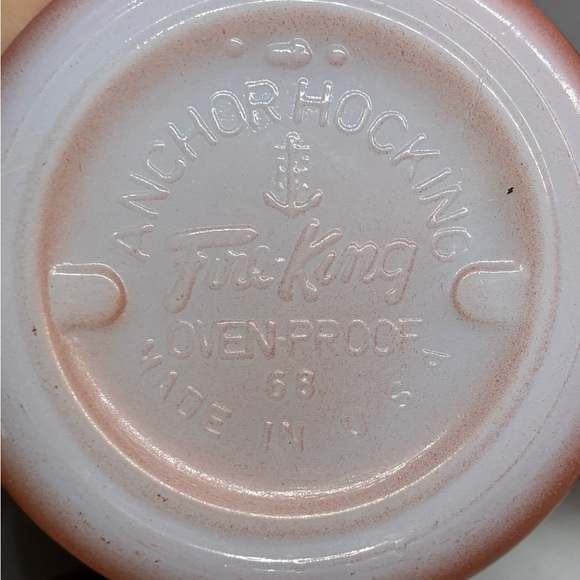 ANCHOR HOCKING
Fire-King
OVEN-PROOF
68
MADE IN U S A